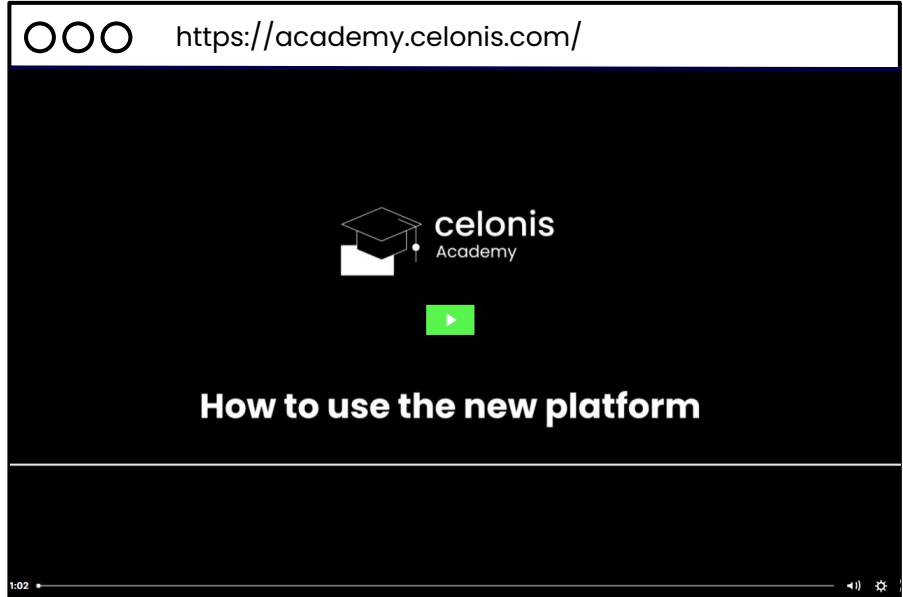 https://academy.celonis.com/
celonis
Academy
How to use the new platform
1:02